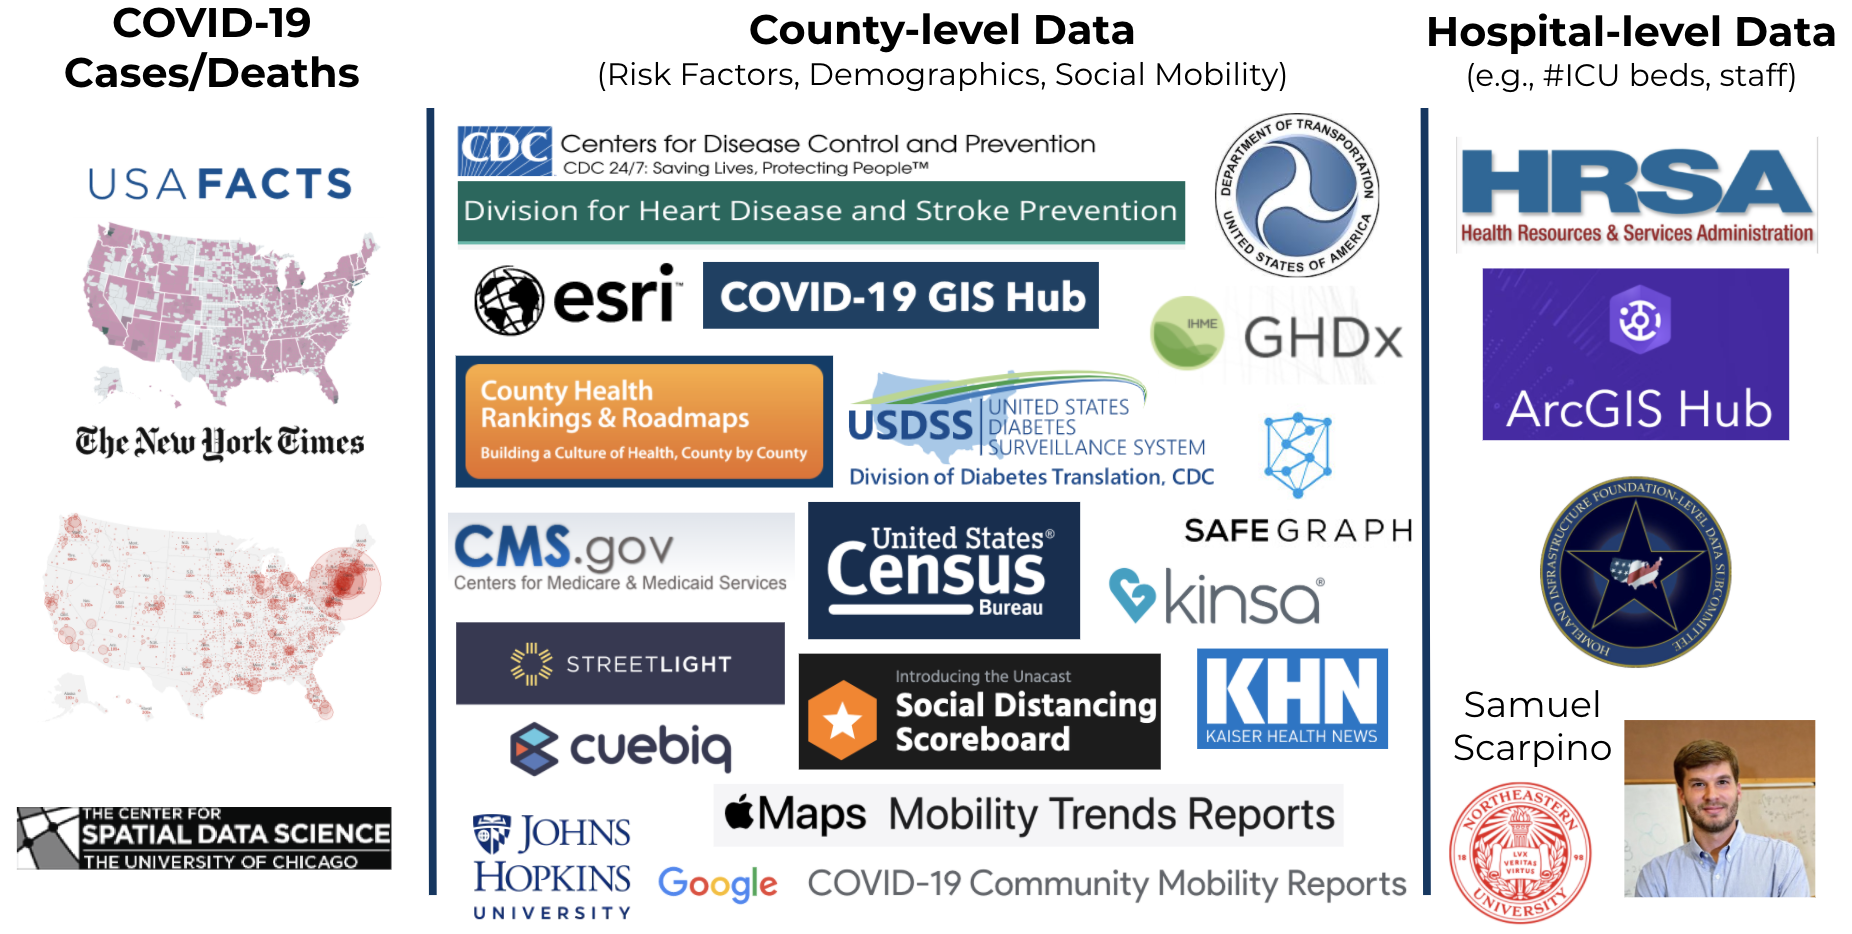 COVID-19
Cases/Deaths
USAFACTS
The New York Times
THE CENTER FOR
SPATIAL DATA SCIENCE
THE UNIVERSITY OF CHICAGO
County-level Data
(Risk Factors, Demographics, Social Mobility)
CDC
Centers for Disease Control and Prevention
CDC 24/7: Saving Lives, Protecting People™
Division for Heart Disease and Stroke Prevention
DEPARTMENT OF TRANSPORTATION
UNITED STATES OF AMERICA
esri™
COVID-19 GIS Hub
IHME
GHDx
County Health
Rankings & Roadmaps
Building a Culture of Health, County by County
USDSS
UNITED STATES
DIABETES
SURVEILLANCE SYSTEM
Division of Diabetes Translation, CDC
SAFEGRAPH
CMS.gov
Centers for Medicare & Medicaid Services
United States®
Census
Bureau
kinsa®
STREETLIGHT
Introducing the Unacast
Social Distancing
Scoreboard
KHN
KAISER HEALTH NEWS
cuebiq
Maps Mobility Trends Reports
JOHNS
HOPKINS
UNIVERSITY
Google COVID-19 Community Mobility Reports
Hospital-level Data
(e.g., #ICU beds, staff)
HRSA
Health Resources & Services Administration
ArcGIS Hub
HOMELAND INFRASTRUCTURE FOUNDATION-LEVEL DATA SUBCOMMITTEE
Samuel
Scarpino
NORTHEASTERN
UNIVERSITY
18 98
LVX
VERITAS
VIRTUS